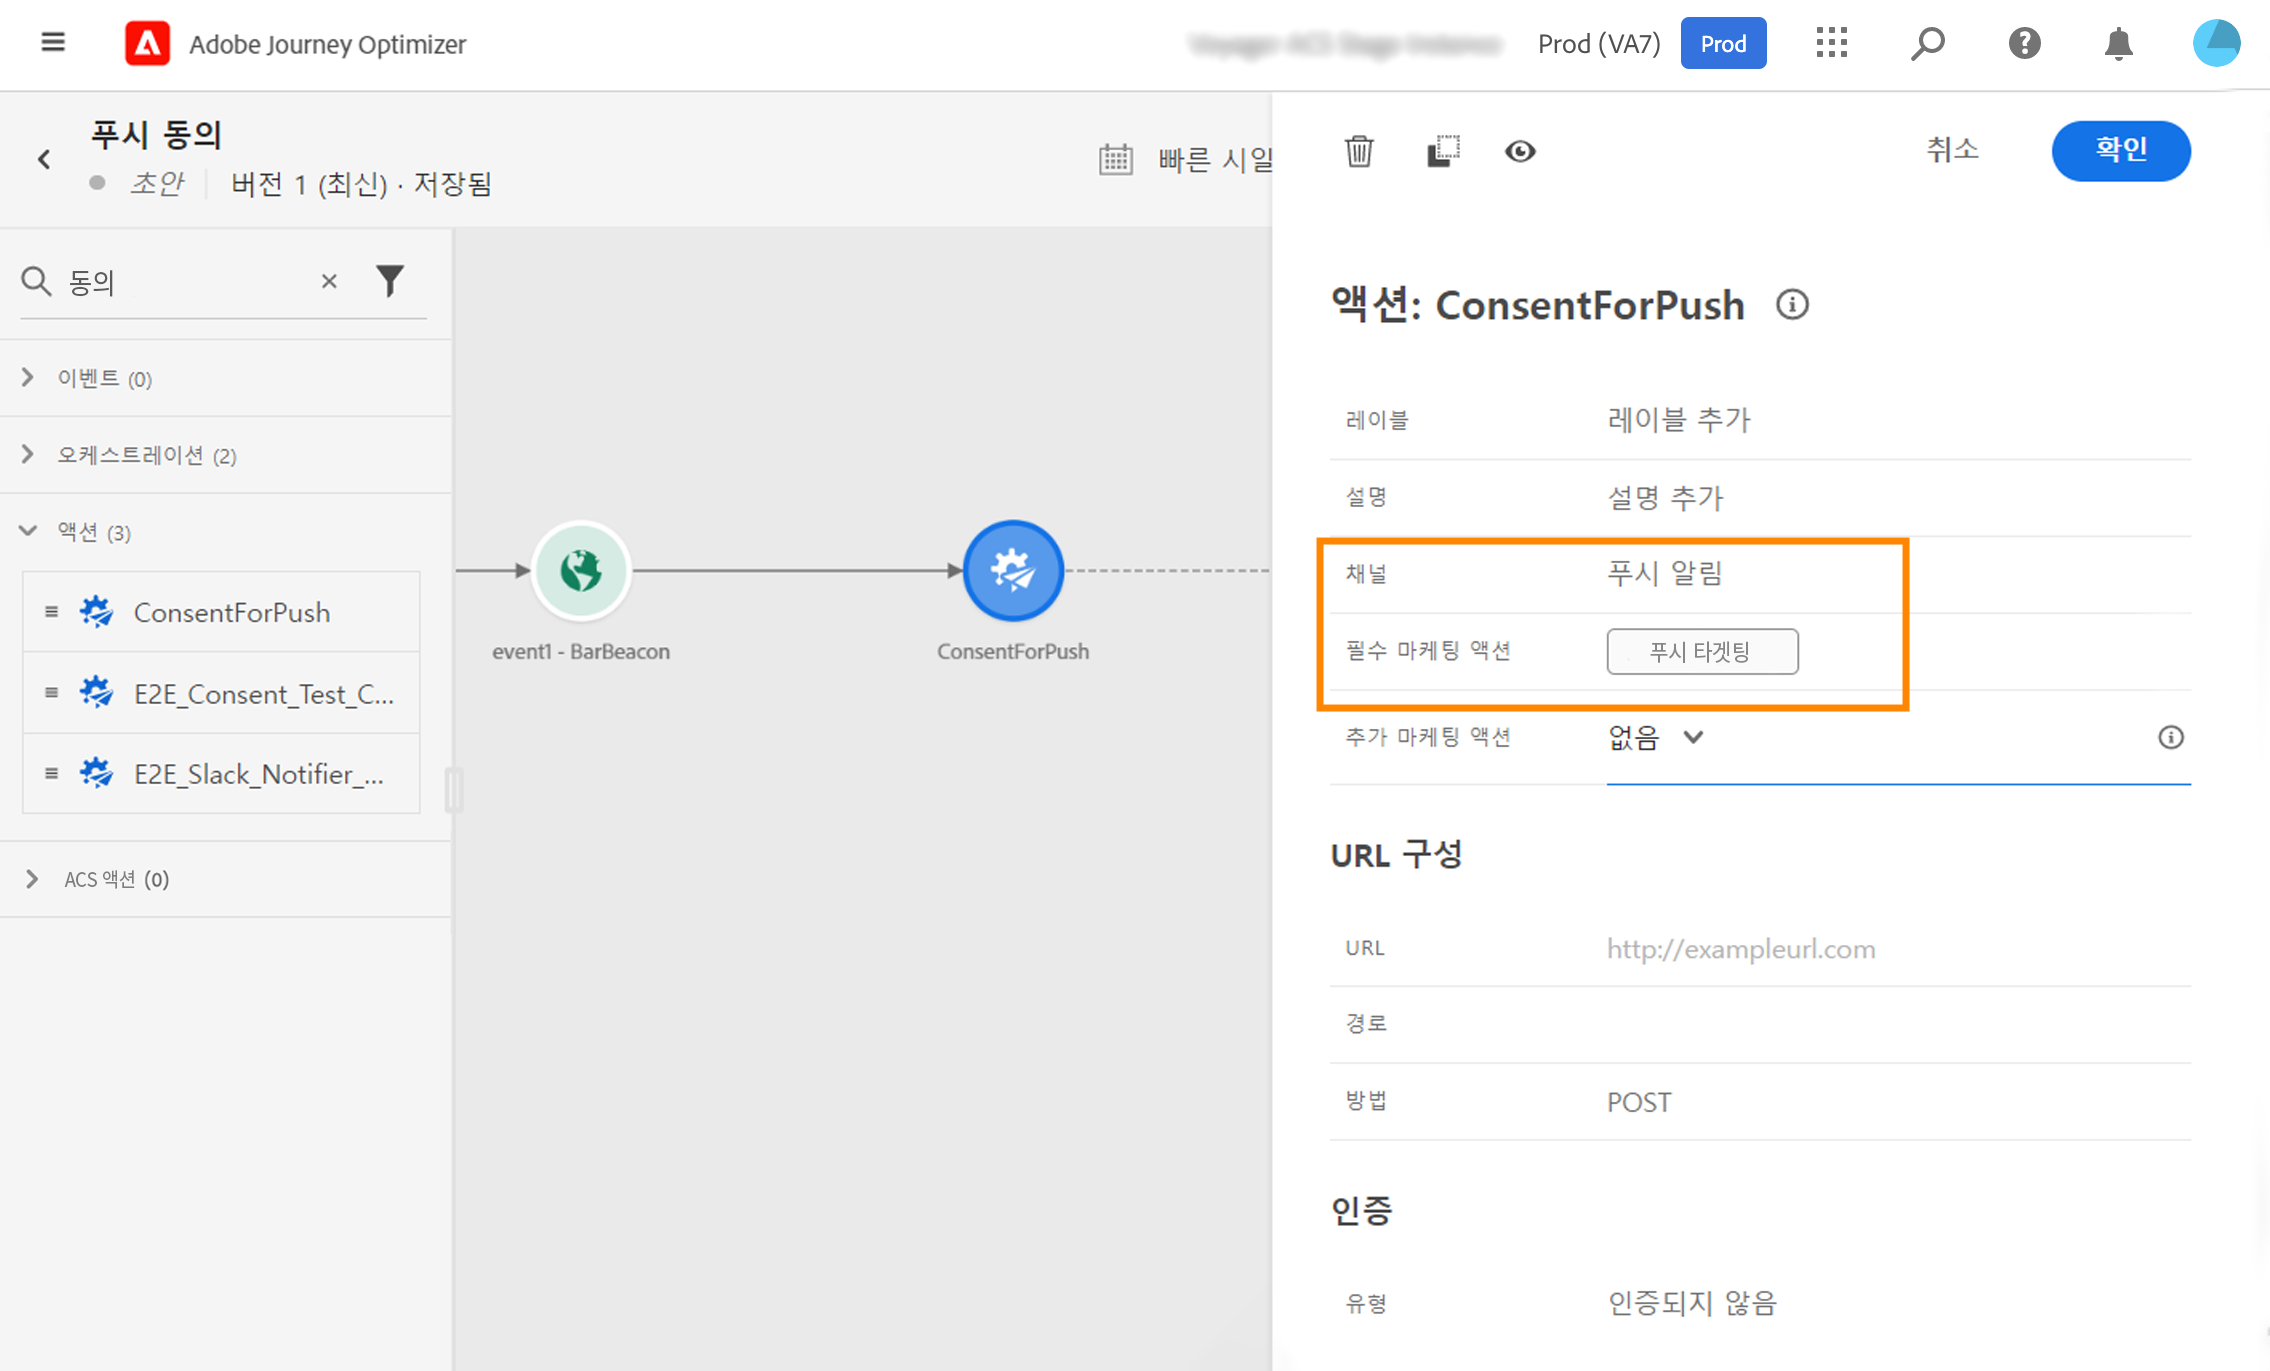 Adobe Journey Optimizer
Prod (VA7)
Prod
푸시 동의
초안
버전 1 (최신) · 저장됨
빠른 시일
취소
확인
동의
이벤트 (0)
오케스트레이션 (2)
액션 (3)
ConsentForPush
E2E_Consent_Test_C...
E2E_Slack_Notifier_...
ACS 액션 (0)
event1 - BarBeacon
ConsentForPush
액션: ConsentForPush
레이블 레이블 추가
설명 설명 추가
채널 푸시 알림
필수 마케팅 액션 푸시 타겟팅
추가 마케팅 액션 없음
URL 구성
URL http://exampleurl.com
경로
방법 POST
인증
유형 인증되지 않음